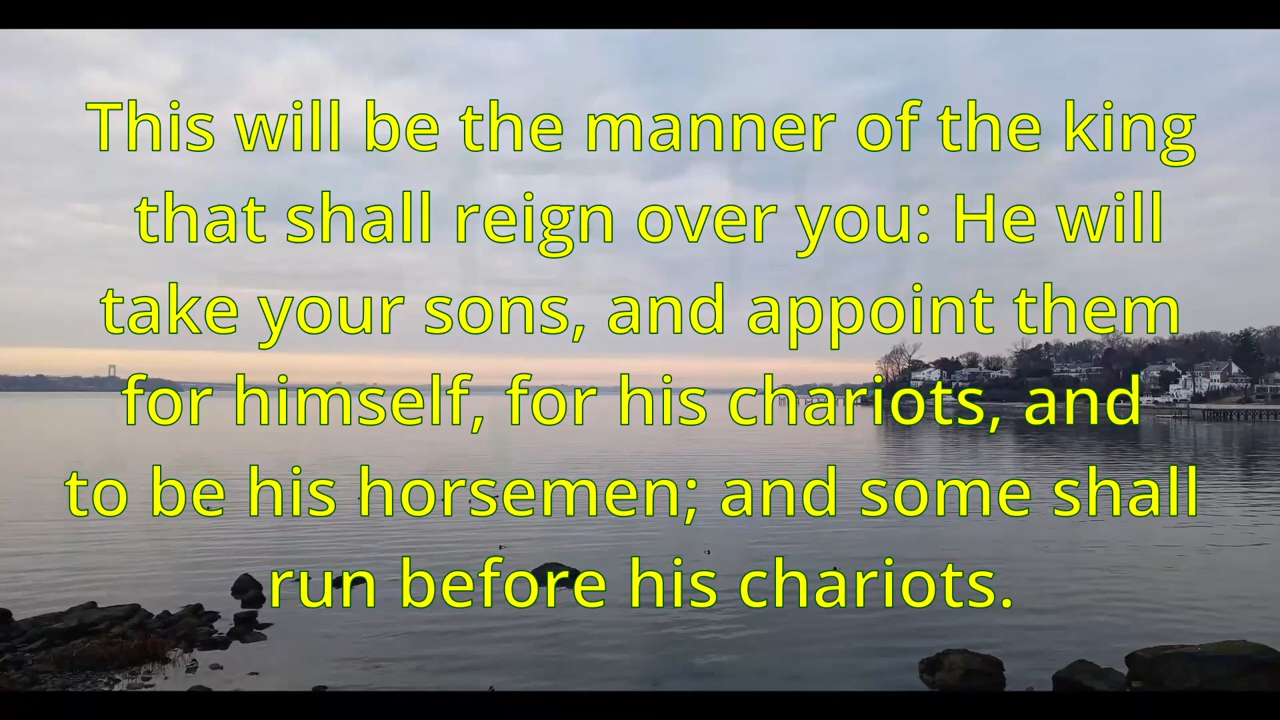 This will be the manner of the king
that shall reign over you: He will
take your sons, and appoint them
for himself, for his chariots, and
to be his horsemen; and some shall
run before his chariots.